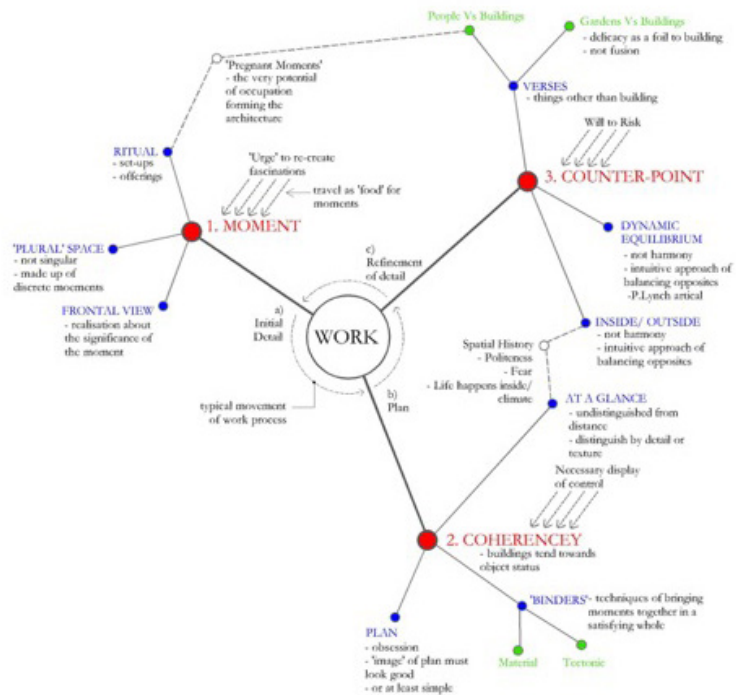 People Vs Buildings
Gardens Vs Buildings
- delicacy as a foil to building
- not fusion
'Pregnant Moments'
- the very potential
of occupation
forming the
architecture
VERSES
- things other than building
Will to Risk
RITUAL
- set-ups
- offerings
'Urge' to re-create
fascinations
travel as 'food' for
moments
3. COUNTER-POINT
1. MOMENT
DYNAMIC
EQUILIBRIUM
- not harmony
- intuitive approach of
balancing opposites
-P.Lynch artical
'PLURAL' SPACE
- not singular
- made up of
discrete moements
c)
Refinement
of detail
FRONTAL VIEW
- realisation about
the significance of
the moment
a)
Initial
Detail
WORK
INSIDE/ OUTSIDE
- not harmony
- intuitive approach of
balancing opposites
Spatial History
- Politeness
- Fear
- Life happens inside/
climate
b)
Plan
typical movement
of work process
AT A GLANCE
- undistinguished from
distance
- distinguish by detail or
texture
Necessary display
of control
2. COHERENCEY
- buildings tend towards
object status
'BINDERS'
- techniques of bringing
moments together in a
satisfying whole
PLAN
- obsession
- 'image' of plan must
look good
- or at least simple
Material
Tectonic